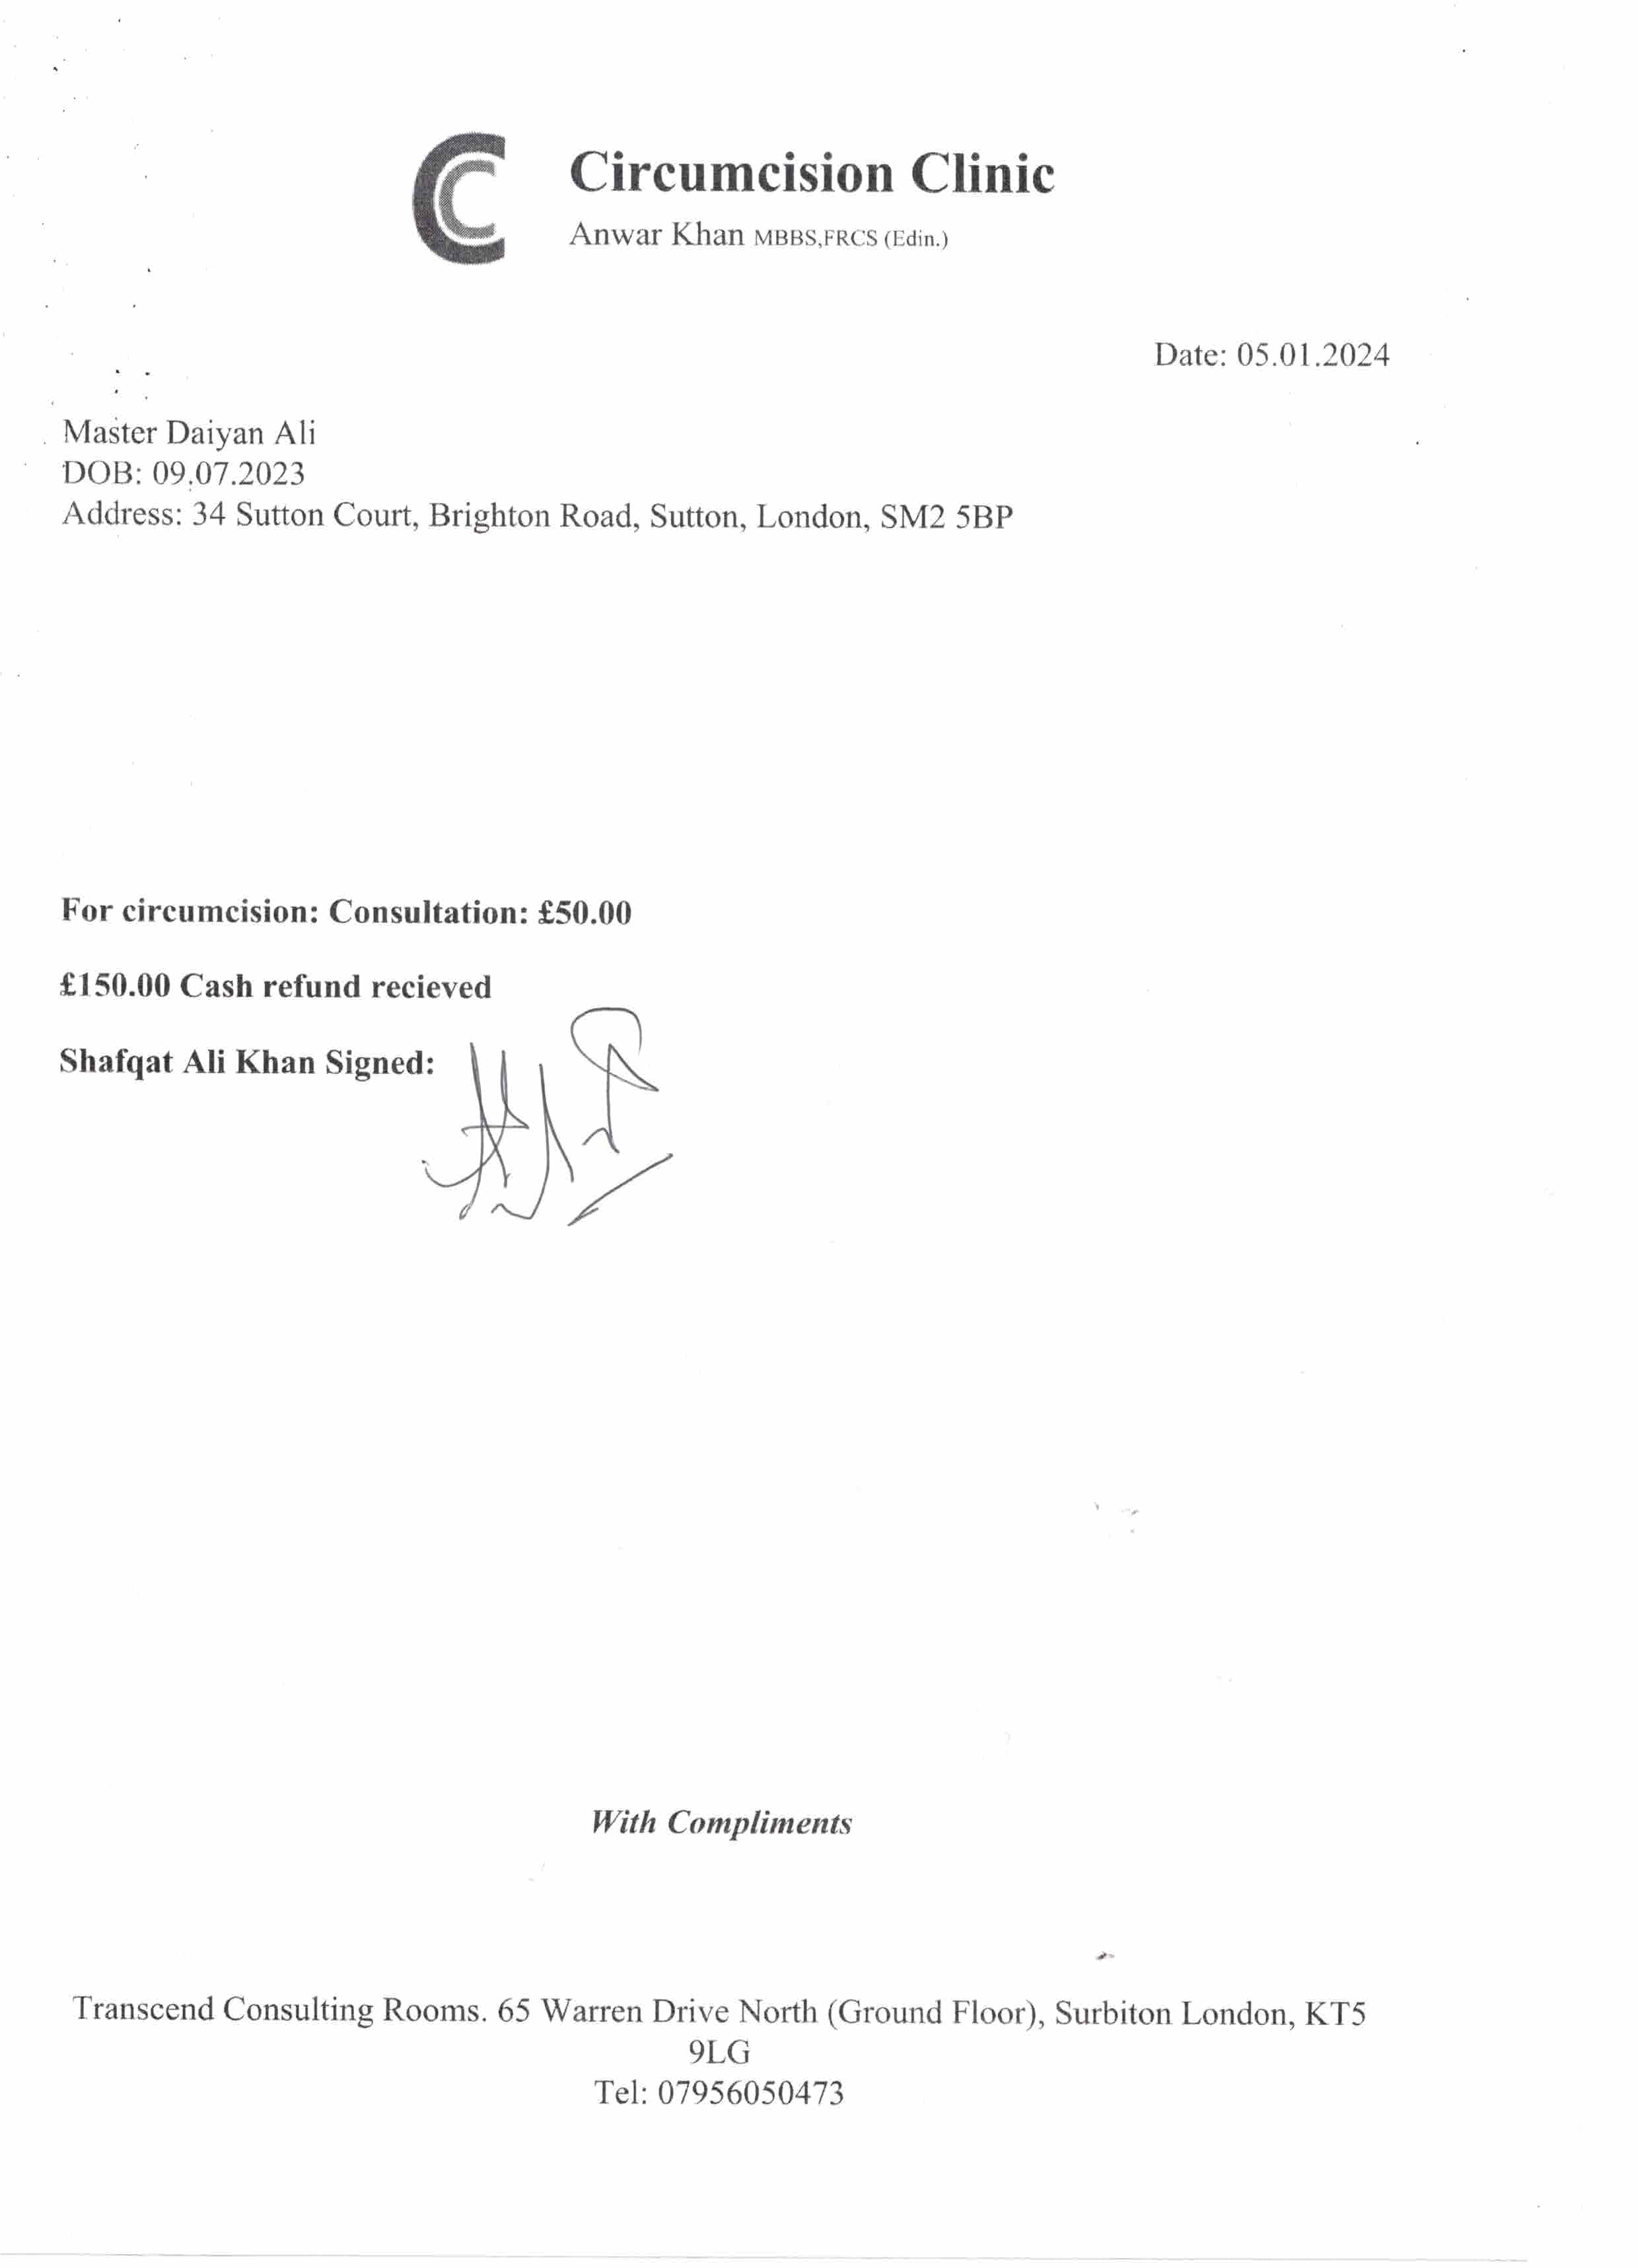 Circumcision Clinic
Anwar Khan MBBS,FRCS (Edin.)
Date: 05.01.2024
Master Daiyan Ali
DOB: 09.07.2023
Address: 34 Sutton Court, Brighton Road, Sutton, London, SM2 5BP
For circumcision: Consultation: £50.00
£150.00 Cash refund recieved
Shafqat Ali Khan Signed:
With Compliments
Transcend Consulting Rooms. 65 Warren Drive North (Ground Floor), Surbiton London, KT5
9LG
Tel: 07956050473